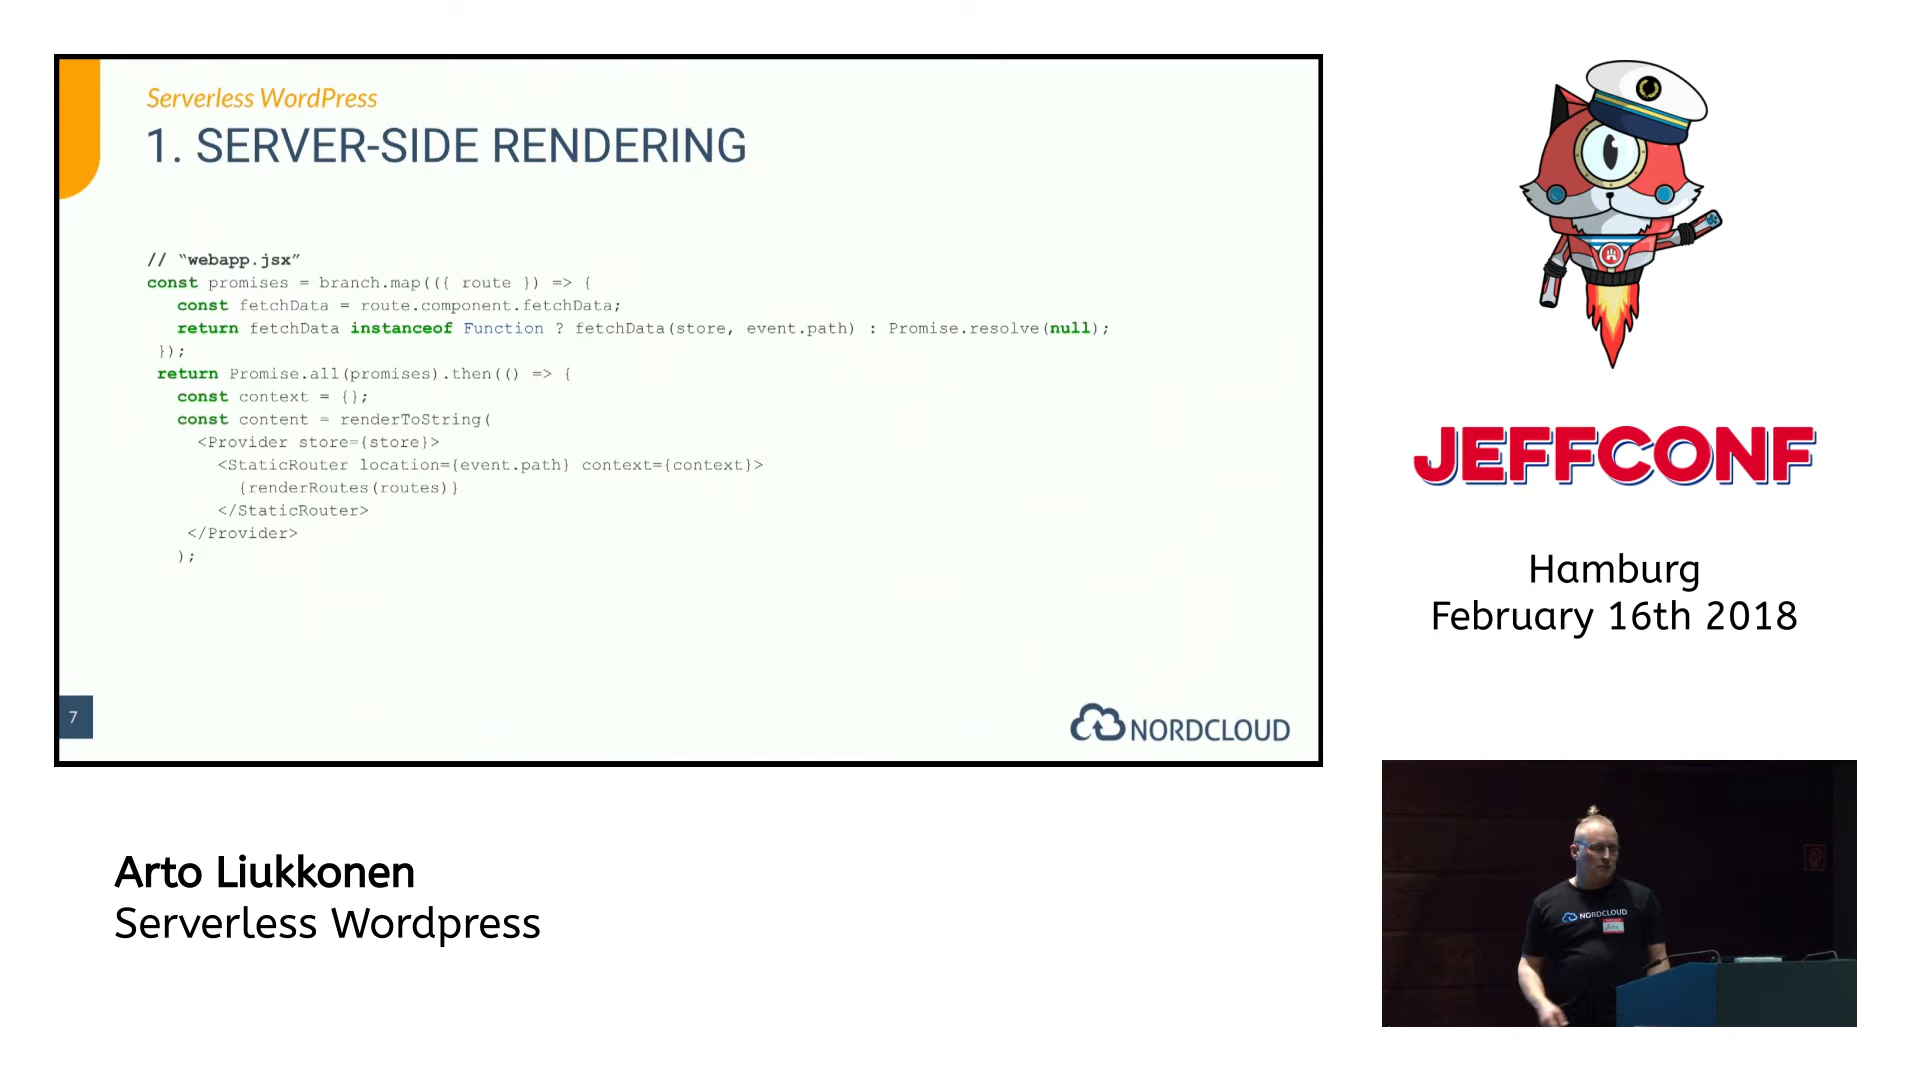 Serverless WordPress
1. SERVER-SIDE RENDERING
// “webapp.jsx”
const promises = branch.map(({ route }) => {
const fetchData = route.component.fetchData;
return fetchData instanceof Function ? fetchData(store, event.path) : Promise.resolve(null);
});
return Promise.all(promises).then(() => {
const context = {};
const content = renderToString(
<Provider store={store}>
<StaticRouter location={event.path} context={context}>
{renderRoutes(routes)}
</StaticRouter>
</Provider>
);
7
NORDCLOUD
JEFFCONF
Hamburg
February 16th 2018
Arto Liukkonen
Serverless Wordpress
NORDCLOUD